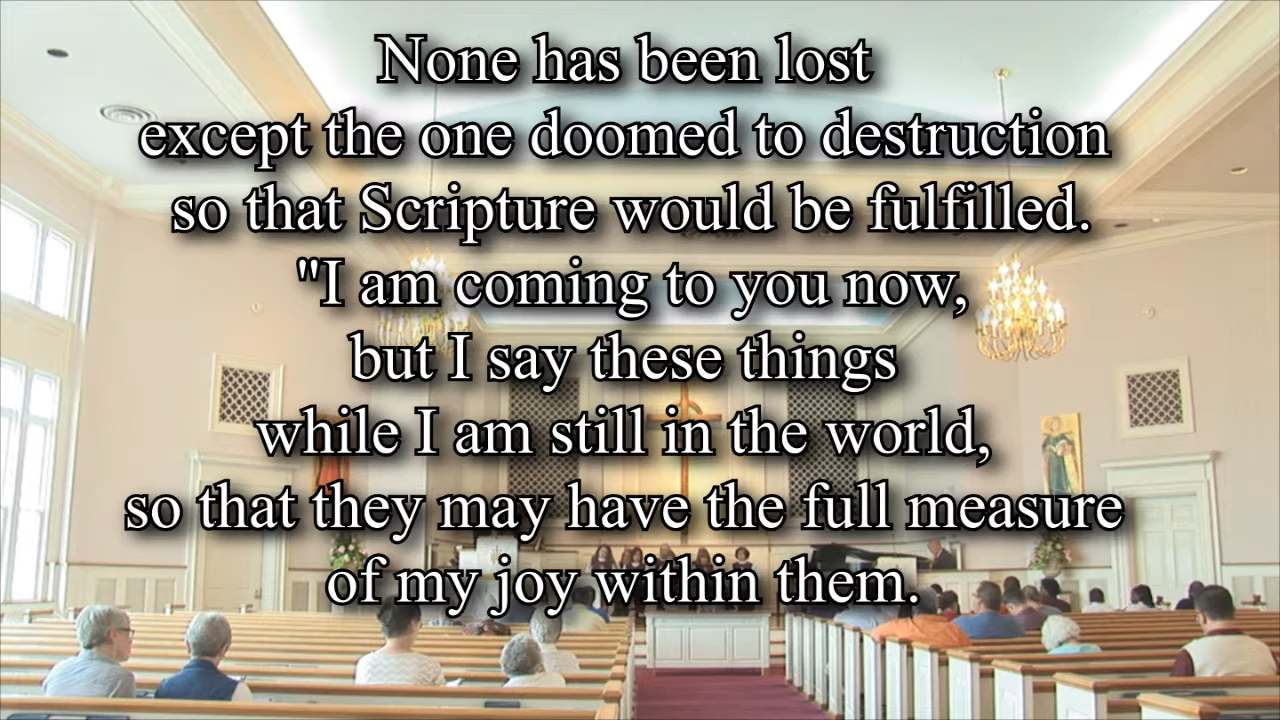 None has been lost
except the one doomed to destruction
so that Scripture would be fulfilled.
"I am coming to you now,
but I say these things
while I am still in the world,
so that they may have the full measure
of my joy within them.